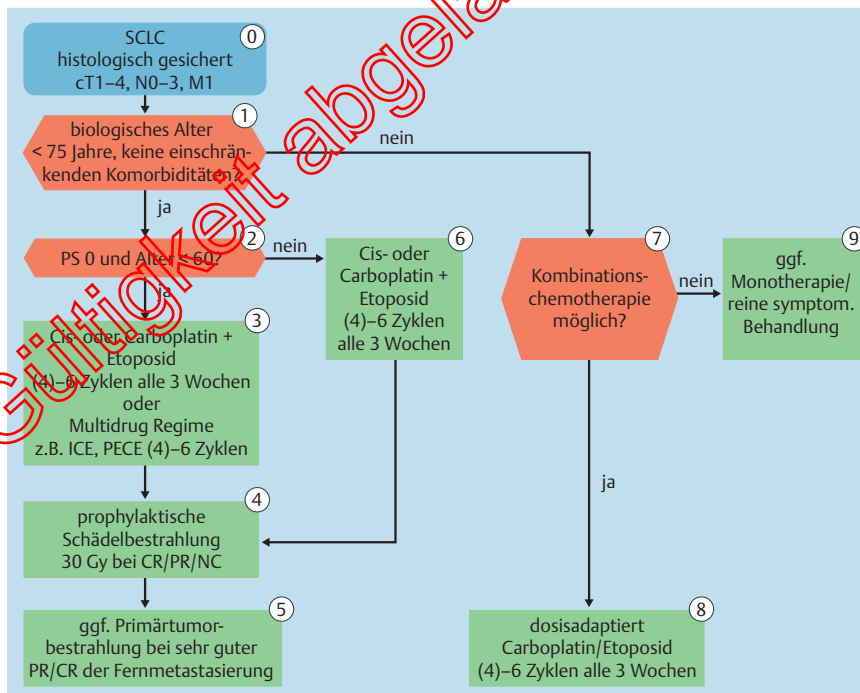 0
SCLC
histologisch gesichert
cT1–4, N0–3, M1
1
biologisches Alter
< 75 Jahre, keine einschrän-
kenden Komorbiditäten?
nein
ja
2
PS 0 und Alter ≤ 60?
nein
ja
3
Cis- oder Carboplatin +
Etoposid
(4)–6 Zyklen alle 3 Wochen
oder
Multidrug Regime
z.B. ICE, PECE (4)–6 Zyklen
4
prophylaktische
Schädelbestrahlung
30 Gy bei CR/PR/NC
5
ggf. Primärtumor-
bestrahlung bei sehr guter
PR/CR der Fernmetastasierung
6
Cis- oder
Carboplatin +
Etoposid
(4)–6 Zyklen
alle 3 Wochen
7
Kombinations-
chemotherapie
möglich?
nein
ja
8
dosisadaptiert
Carboplatin/Etoposid
(4)–6 Zyklen alle 3 Wochen
9
ggf.
Monotherapie/
reine symptom.
Behandlung
Gültigkeit abgela